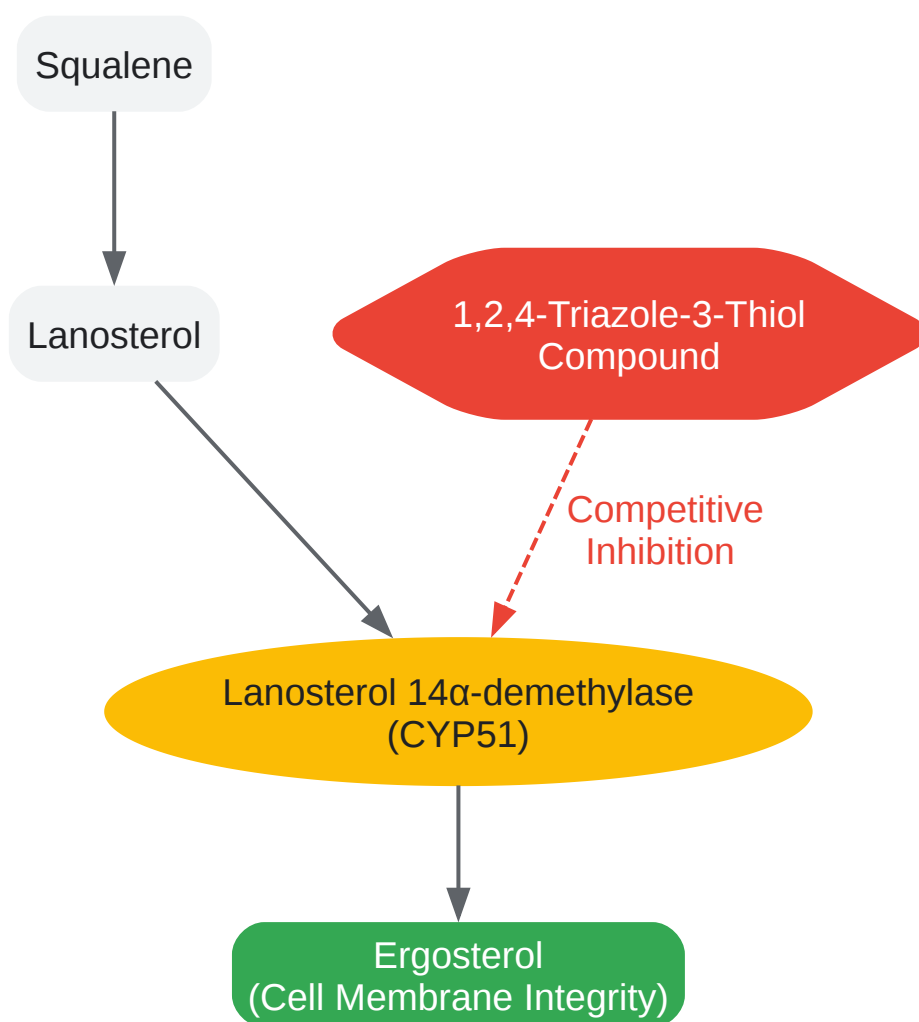 Squalene
Lanosterol
1,2,4-Triazole-3-Thiol
Compound
Competitive
Inhibition
Lanosterol 14α-demethylase
(CYP51)
Ergosterol
(Cell Membrane Integrity)